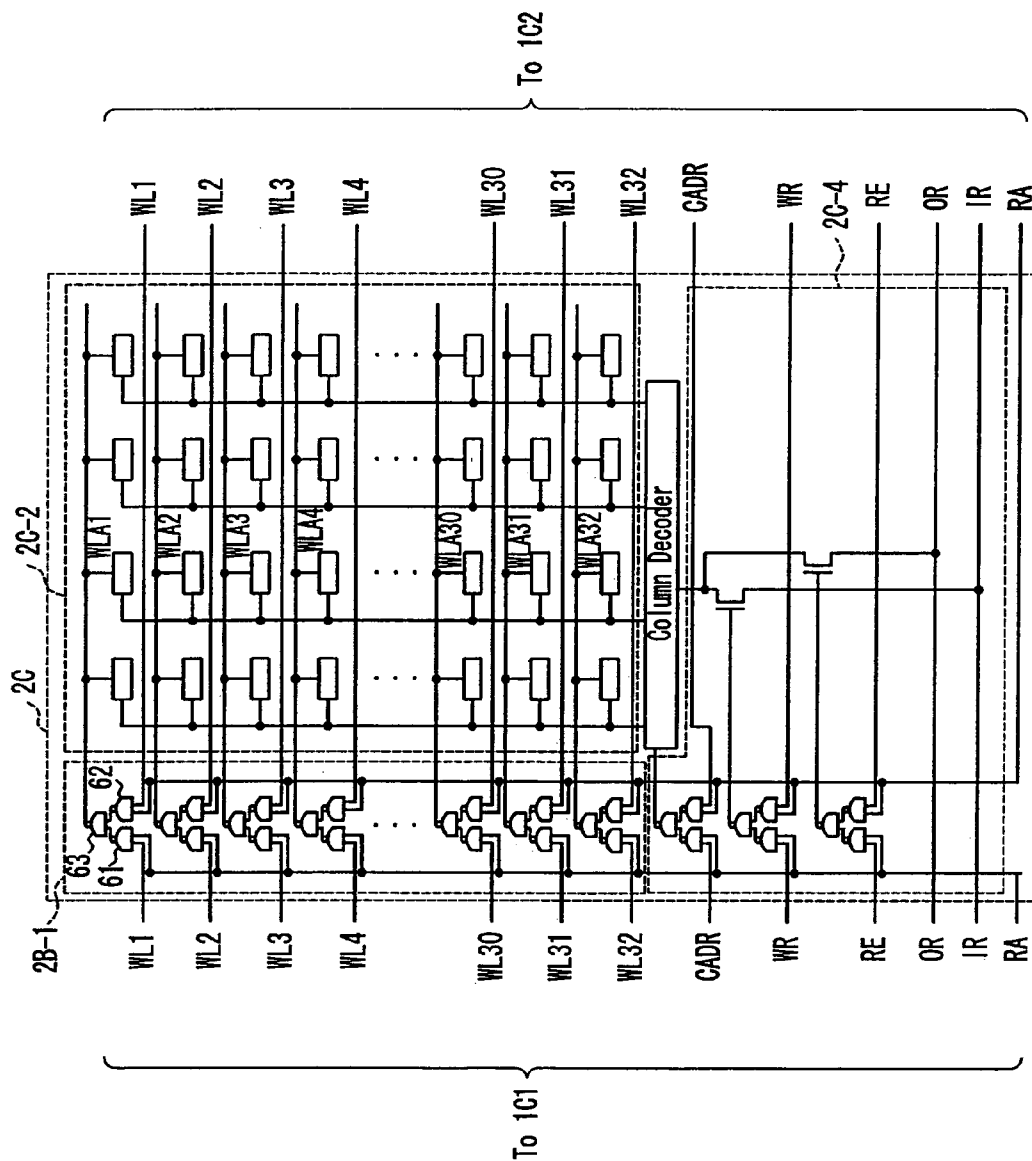 2C
2C-2
2B-1
63
61
62
WL1
WLA1
WL1
WL2
WLA2
WL2
WL3
WLA3
WL3
WL4
WLA4
WL4
WL30
WLA30
WL30
WL31
WLA31
WL31
WL32
WLA32
WL32
Column Decoder
CADR
CADR
2C-4
WR
WR
RE
RE
OR
OR
IR
IR
RA
RA
To 1C1
To 1C2